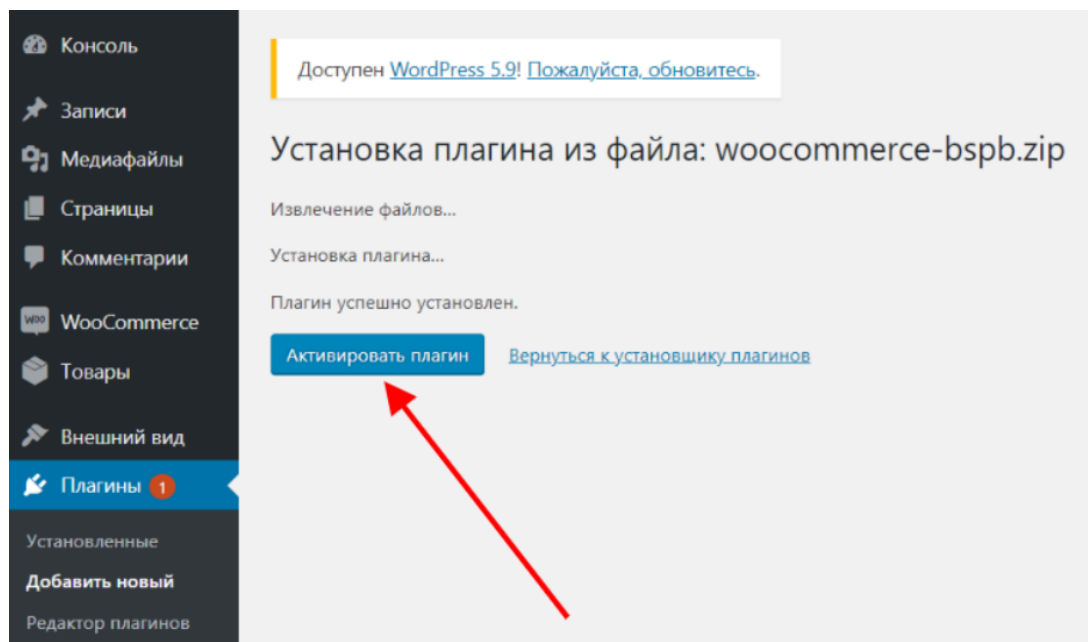 Консоль
Записи
Медиафайлы
Страницы
Комментарии
woo WooCommerce
Товары
Внешний вид
Плагины 1
Установленные
Добавить новый
Редактор плагинов
Доступен WordPress 5.9! Пожалуйста, обновитесь.
Установка плагина из файла: woocommerce-bspb.zip
Извлечение файлов...
Установка плагина...
Плагин успешно установлен.
Активировать плагин Вернуться к установщику плагинов